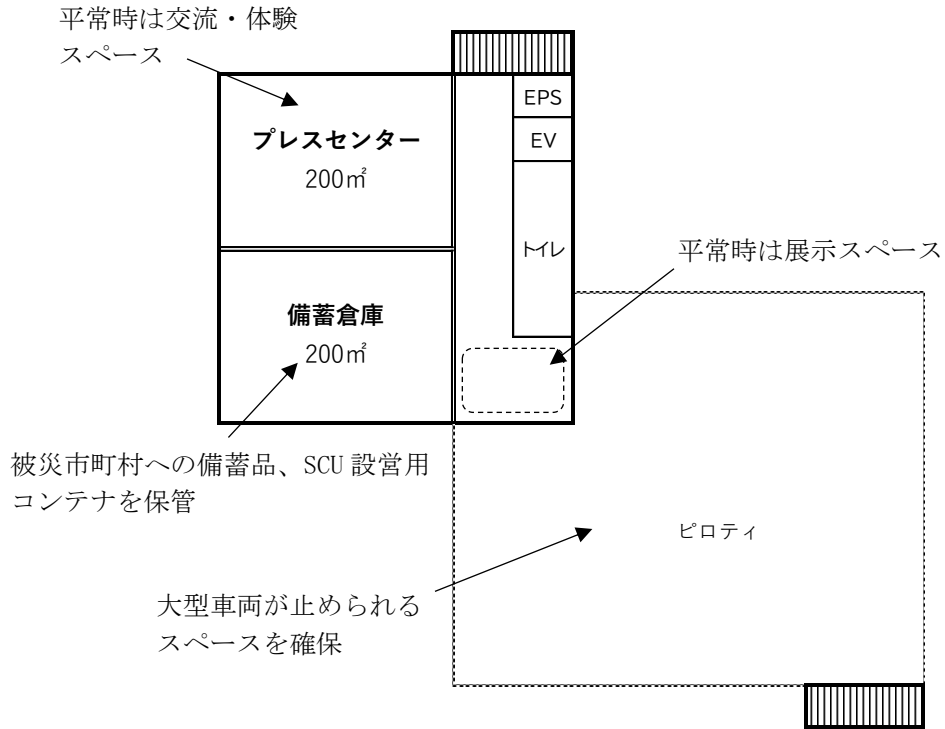 平常時は交流・体験
スペース
EPS
プレスセンター
EV
200㎡
トイレ
平常時は展示スペース
備蓄倉庫
200㎡
被災市町村への備蓄品、SCU 設営用
コンテナを保管
ピロティ
大型車両が止められる
スペースを確保